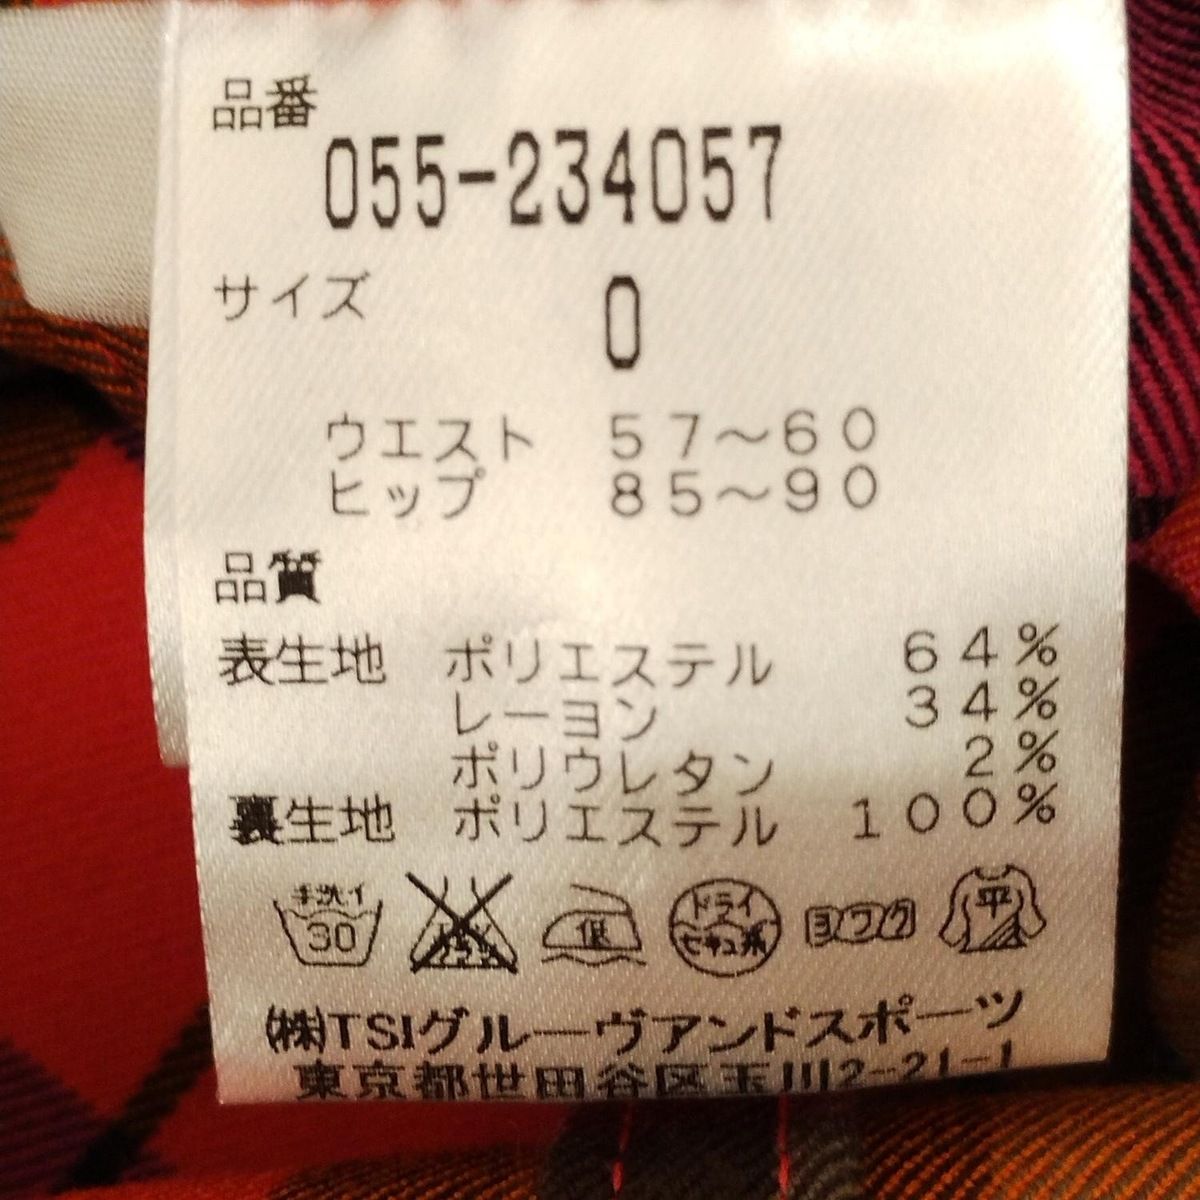 品番
055-234057
サイズ 0
ウエスト 57～60
ヒップ 85～90
品質
表生地 ポリエステル 64%
レーヨン 34%
ポリウレタン 2%
裏生地 ポリエステル 100%
手洗イ 30 低 ドライ セキユ系 ヨワク 平
(株)TSIグルーヴアンドスポーツ
東京都世田谷区玉川2-21-1